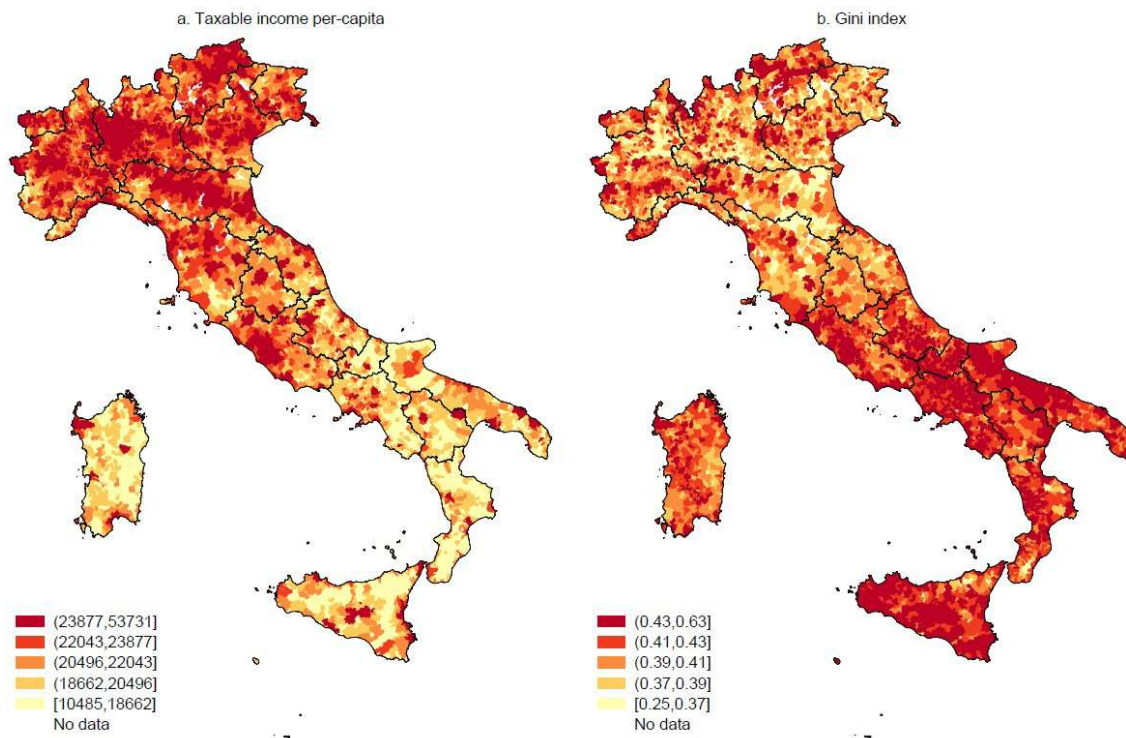 a. Taxable income per-capita
b. Gini index
(23877,53731]
(22043,23877]
(20496,22043]
(18662,20496]
[10485,18662]
No data
(0.43,0.63]
(0.41,0.43]
(0.39,0.41]
(0.37,0.39]
[0.25,0.37]
No data